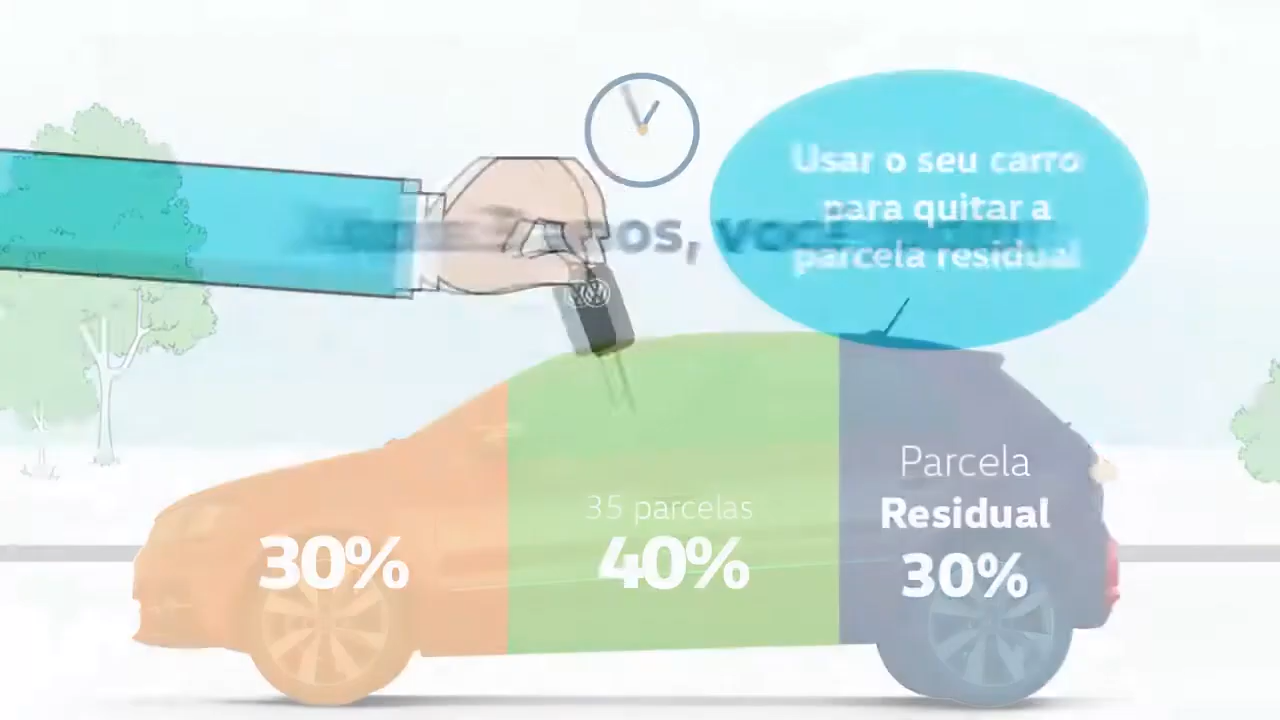 Usar o seu carro
para quitar a
parcela residual
30%
35 parcelas
40%
Parcela
Residual
30%